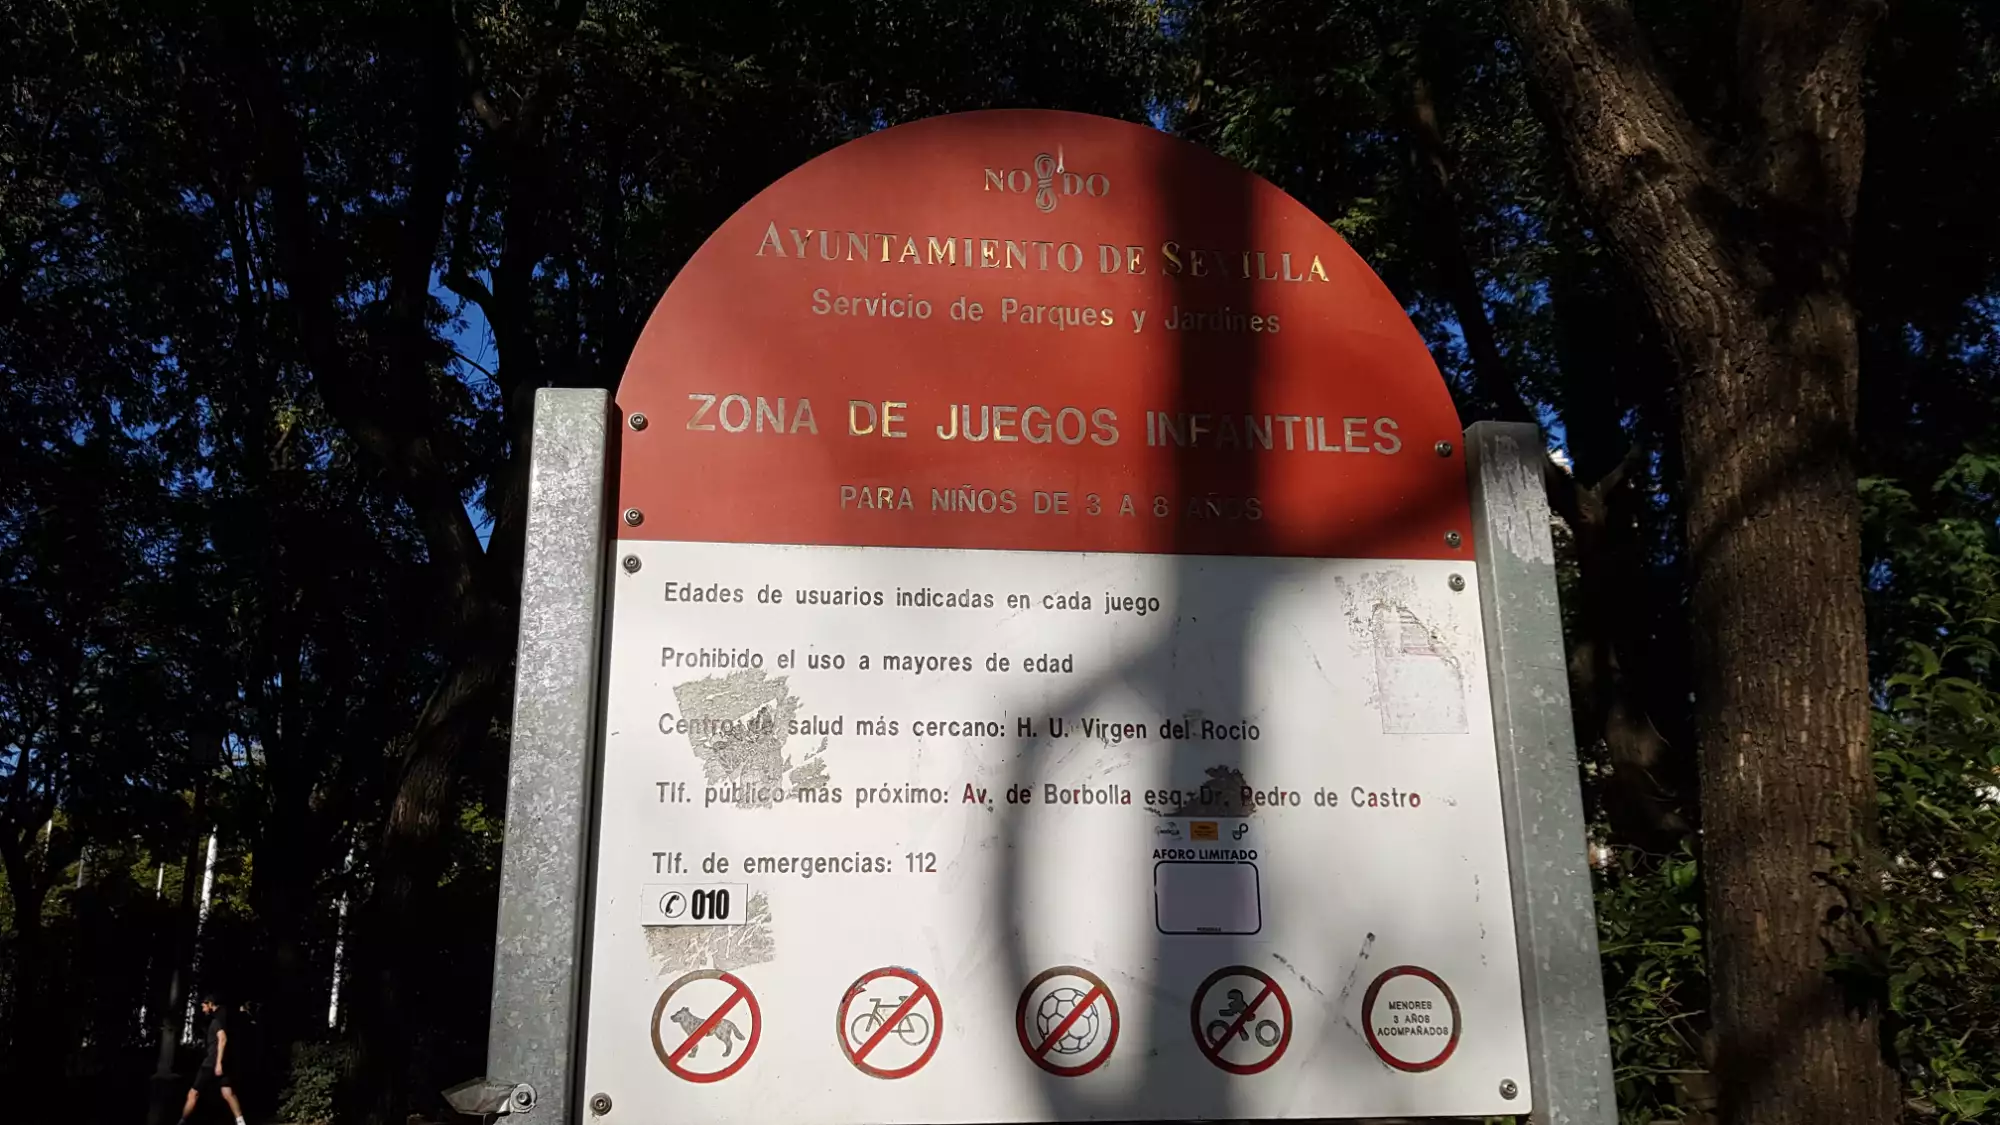 NO DO
AYUNTAMIENTO DE SEVILLA
Servicio de Parques y Jardines
ZONA DE JUEGOS INFANTILES
PARA NIÑOS DE 3 A 8 AÑOS
Edades de usuarios indicadas en cada juego
Prohibido el uso a mayores de edad
Centro de salud más cercano: H. U. Virgen del Rocío
Tlf. público más próximo: Av. de Borbolla esq. Dr. Pedro de Castro
Tlf. de emergencias: 112
010
AFORO LIMITADO
MENORES
3 AÑOS
ACOMPAÑADOS